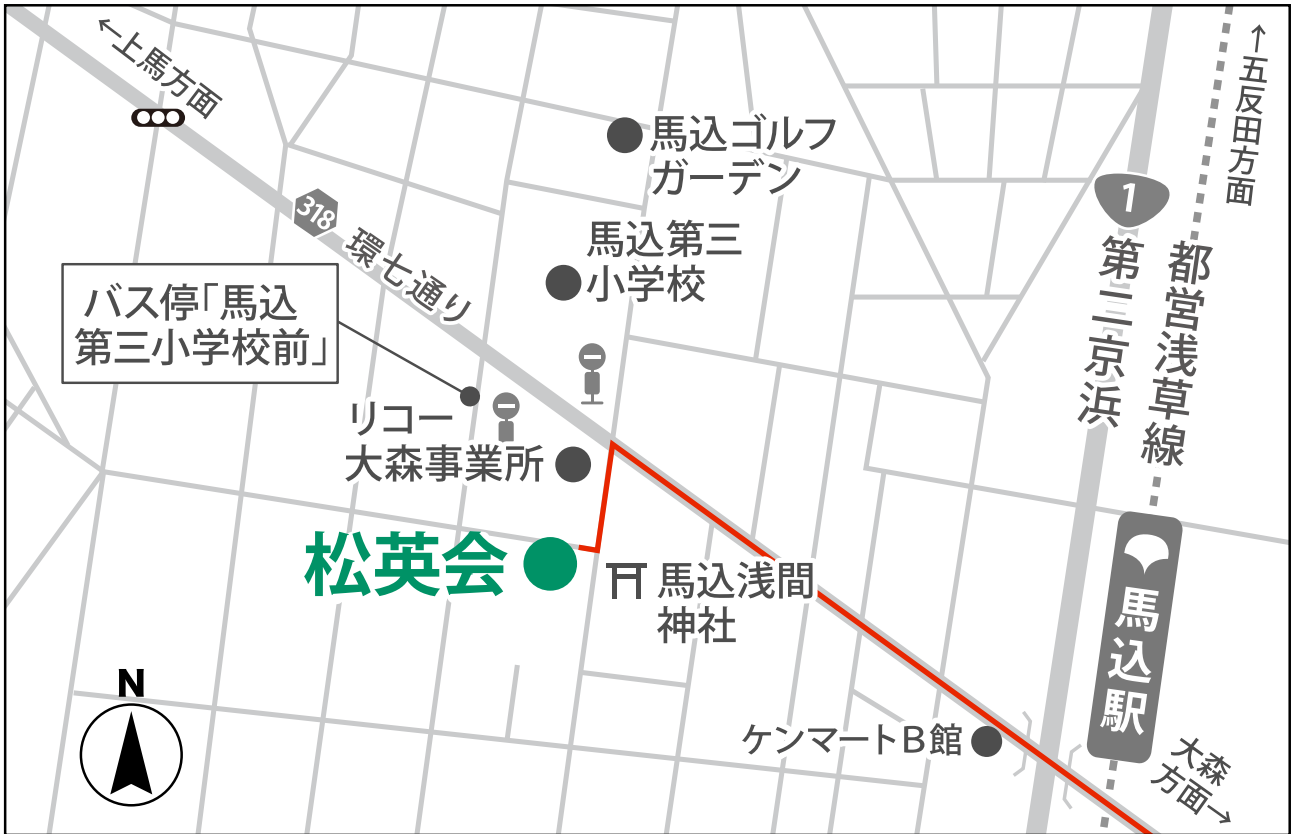 ←上馬方面
↑五反田方面
馬込ゴルフ
ガーデン
1
318
環七通り
馬込第三
小学校
第三京浜
都営浅草線
バス停「馬込
第三小学校前」
リコー
大森事業所
松英会
馬込浅間
神社
馬込駅
N
ケンマートB館
大森
方面→